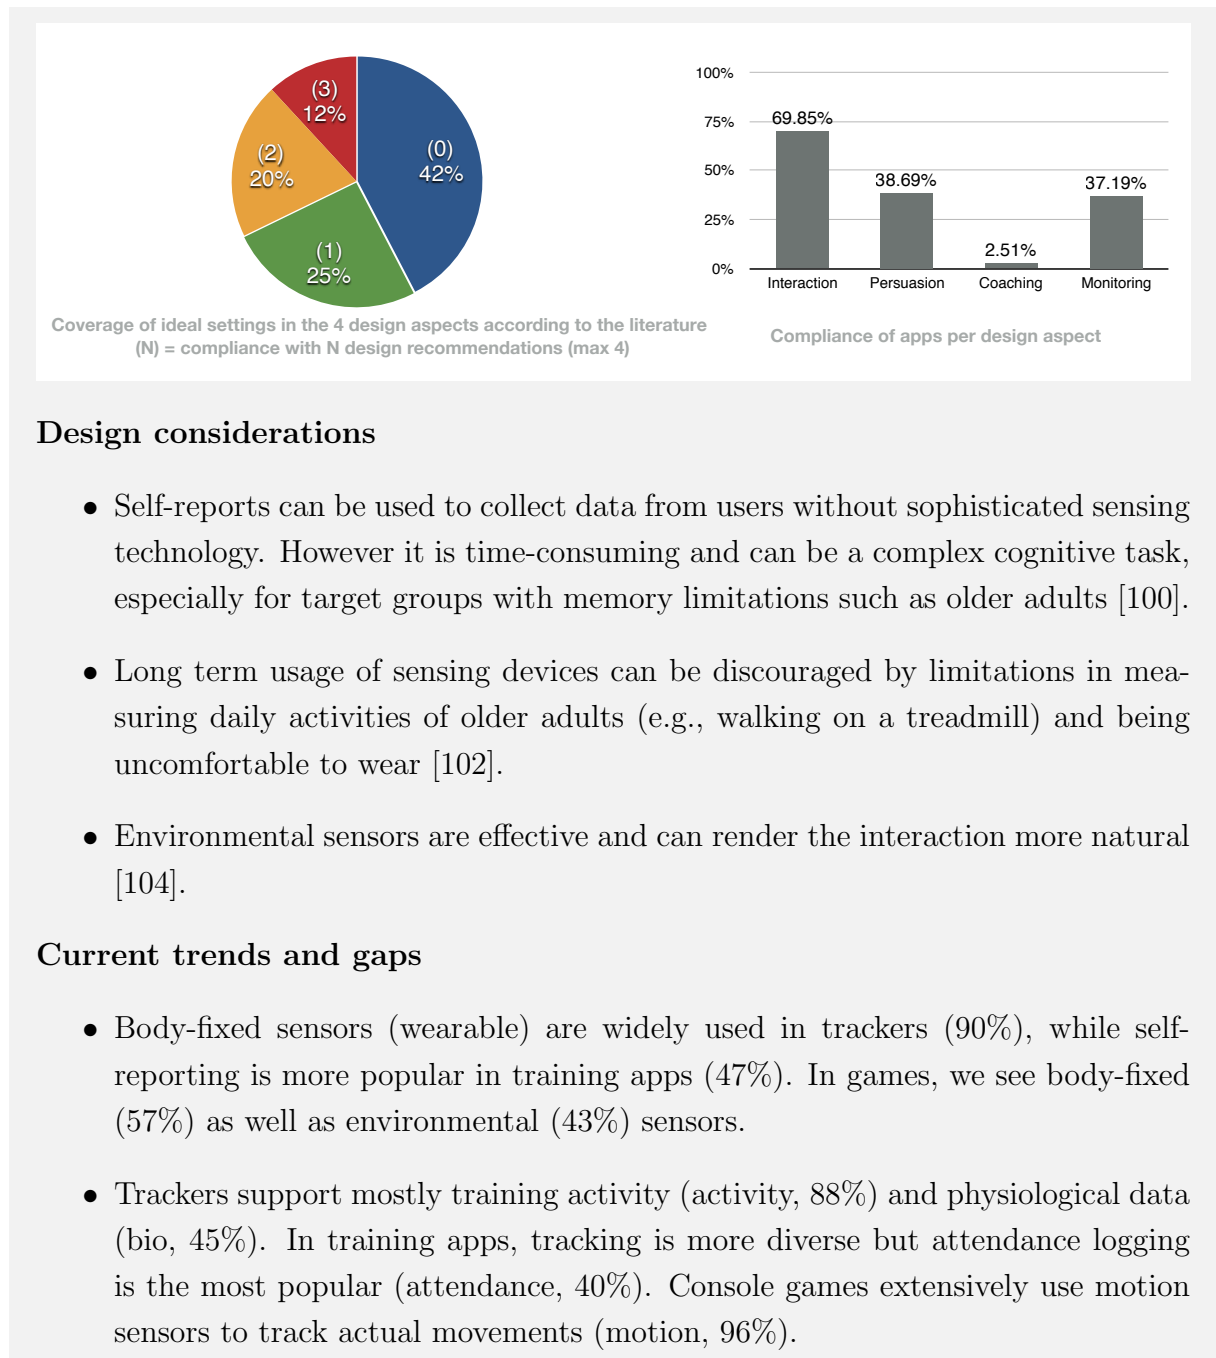 (3)
12%
(0)
42%
(2)
20%
(1)
25%
Coverage of ideal settings in the 4 design aspects according to the literature
(N) = compliance with N design recommendations (max 4)
100%
75%
50%
25%
0%
69.85%
38.69%
2.51%
37.19%
Interaction Persuasion Coaching Monitoring
Compliance of apps per design aspect
Design considerations
• Self-reports can be used to collect data from users without sophisticated sensing
technology. However it is time-consuming and can be a complex cognitive task,
especially for target groups with memory limitations such as older adults [100].
• Long term usage of sensing devices can be discouraged by limitations in mea-
suring daily activities of older adults (e.g., walking on a treadmill) and being
uncomfortable to wear [102].
• Environmental sensors are effective and can render the interaction more natural
[104].
Current trends and gaps
• Body-fixed sensors (wearable) are widely used in trackers (90%), while self-
reporting is more popular in training apps (47%). In games, we see body-fixed
(57%) as well as environmental (43%) sensors.
• Trackers support mostly training activity (activity, 88%) and physiological data
(bio, 45%). In training apps, tracking is more diverse but attendance logging
is the most popular (attendance, 40%). Console games extensively use motion
sensors to track actual movements (motion, 96%).